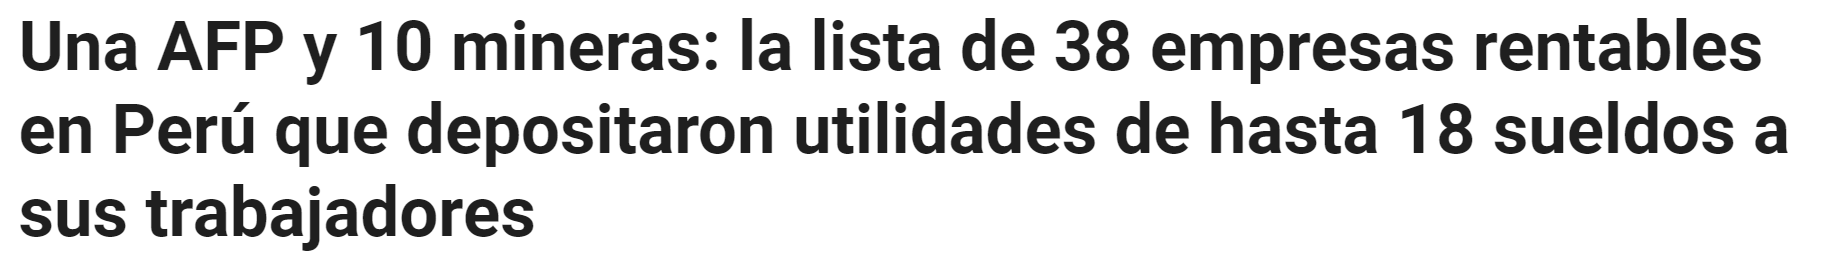 Una AFP y 10 mineras: la lista de 38 empresas rentables
en Perú que depositaron utilidades de hasta 18 sueldos a
sus trabajadores